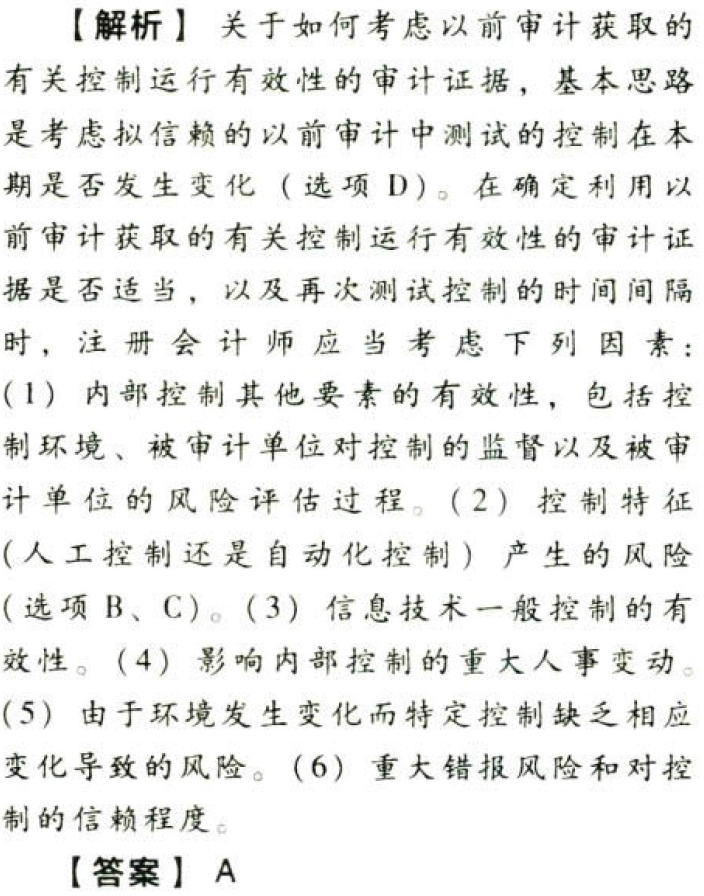 【解析】 关于如何考虑以前审计获取的
有关控制运行有效性的审计证据，基本思路
是考虑拟信赖的以前审计中测试的控制在本
期是否发生变化（选项 D）。在确定利用以
前审计获取的有关控制运行有效性的审计证
据是否适当，以及再次测试控制的时间间隔
时，注册会计师应当考虑下列因素：
(1) 内部控制其他要素的有效性，包括控
制环境、被审计单位对控制的监督以及被审
计单位的风险评估过程。(2) 控制特征
(人工控制还是自动化控制) 产生的风险
(选项 B、C)。(3) 信息技术一般控制的有
效性。(4) 影响内部控制的重大人事变动。
(5) 由于环境发生变化而特定控制缺乏相应
变化导致的风险。(6) 重大错报风险和对控
制的信赖程度。
【答案】 A